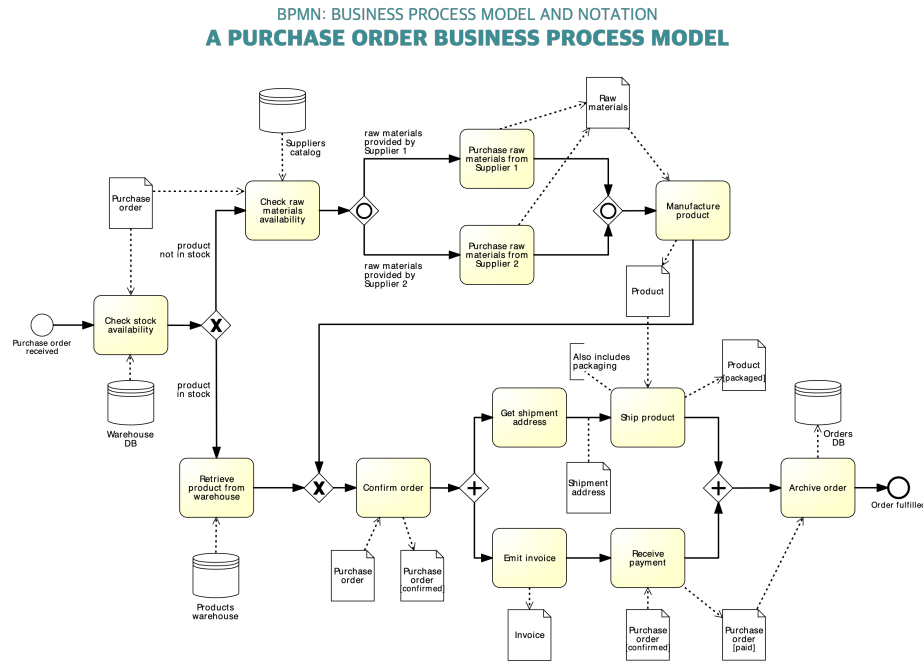 BPMN: BUSINESS PROCESS MODEL AND NOTATION
A PURCHASE ORDER BUSINESS PROCESS MODEL
Raw
materials
raw materials
provided by
Supplier 1
Purchase raw
materials from
Supplier 1
Suppliers
catalog
Purchase
order
Check raw
materials
availability
Manufacture
product
product
not in stock
Purchase raw
materials from
Supplier 2
raw materials
provided by
Supplier 2
Product
Check stock
availability
X
Purchase order
received
Also includes
packaging
Product
[packaged]
product
in stock
Get shipment
address
Ship product
Warehouse
DB
Orders
DB
Retrieve
product from
warehouse
X
Confirm order
Shipment
address
Archive order
Order fulfilled
Purchase
order
Purchase
order
[confirmed]
Emit invoice
Receive
payment
Products
warehouse
Invoice
Purchase
order
[confirmed]
Purchase
order
[paid]